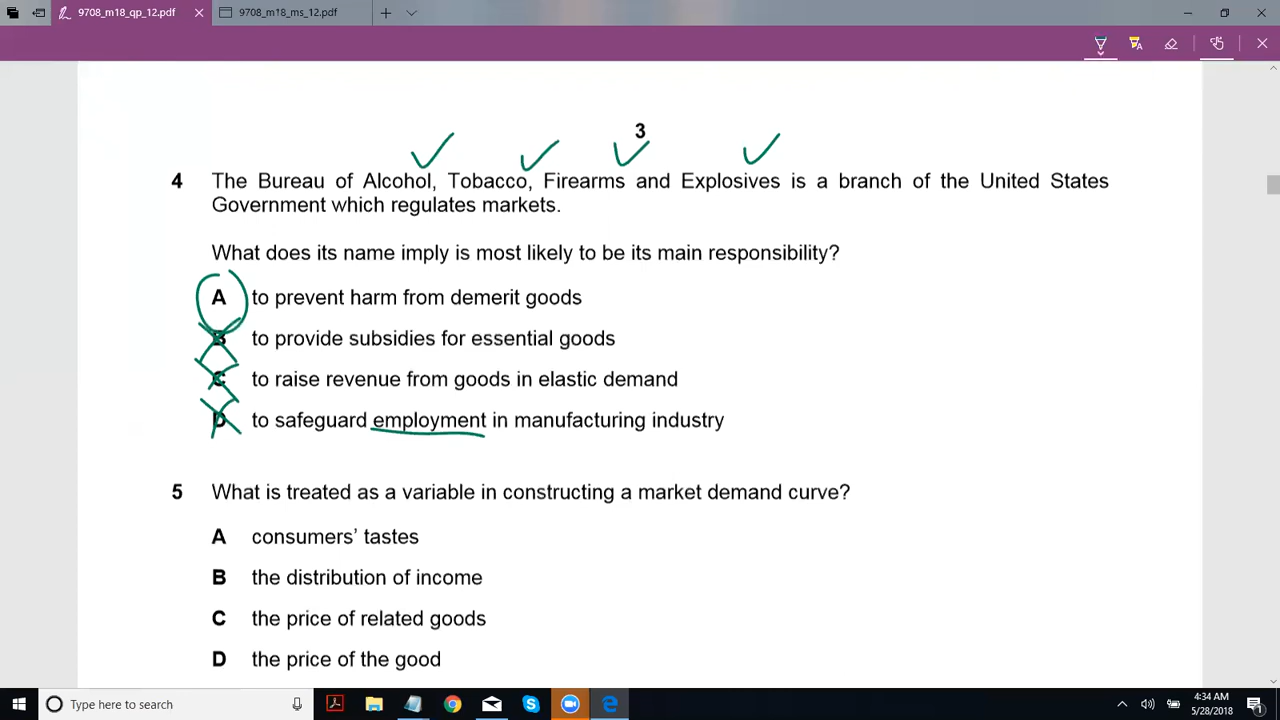 9708_m18_qp_12.pdf
9708_m18_ms_12.pdf
3
4 The Bureau of Alcohol, Tobacco, Firearms and Explosives is a branch of the United States
Government which regulates markets.
What does its name imply is most likely to be its main responsibility?
A to prevent harm from demerit goods
B to provide subsidies for essential goods
C to raise revenue from goods in elastic demand
D to safeguard employment in manufacturing industry
5 What is treated as a variable in constructing a market demand curve?
A consumers’ tastes
B the distribution of income
C the price of related goods
D the price of the good
Type here to search
4:34 AM
5/28/2018